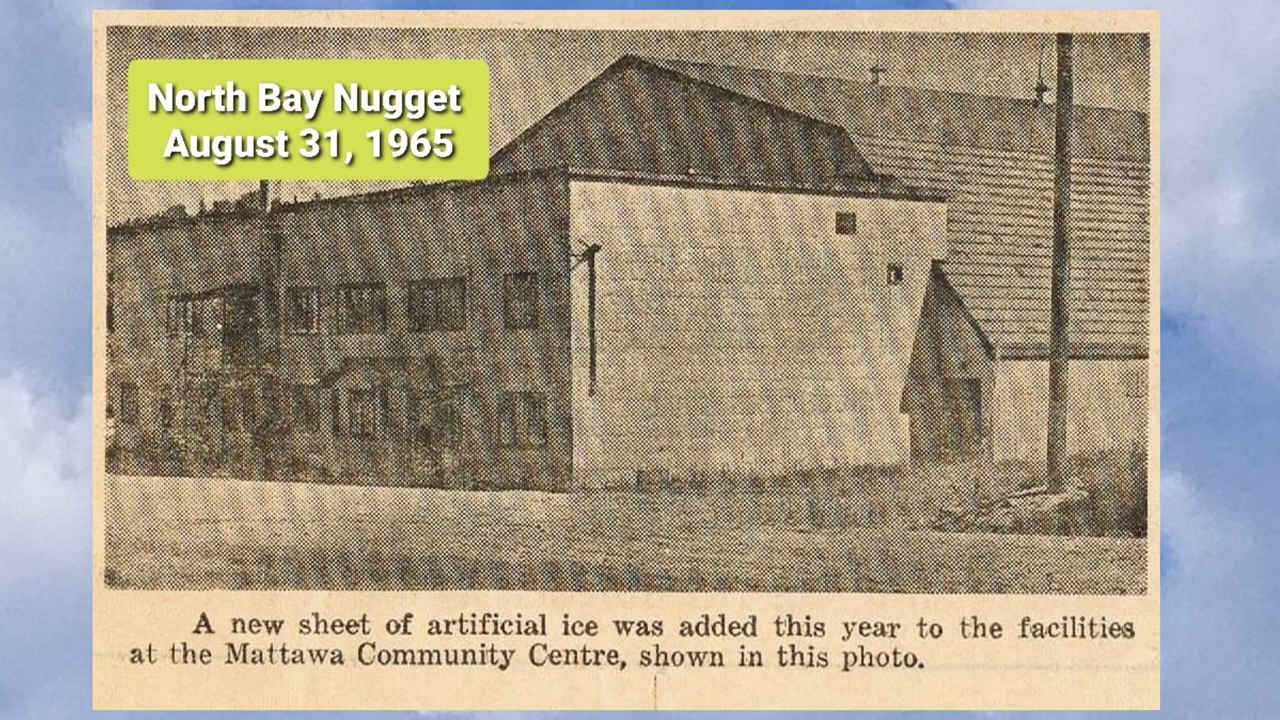 North Bay Nugget
August 31, 1965
A new sheet of artificial ice was added this year to the facilities
at the Mattawa Community Centre, shown in this photo.